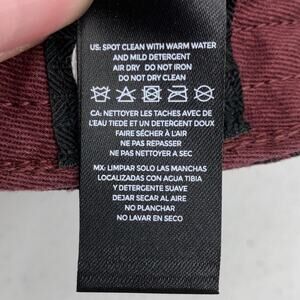 US: SPOT CLEAN WITH WARM WATER
AND MILD DETERGENT
AIR DRY DO NOT IRON
DO NOT DRY CLEAN
CA: NETTOYER LES TACHES AVEC DE
L'EAU TIEDE ET UN DETERGENT DOUX
FAIRE SÉCHER À L'AIR
NE PAS REPASSER
NE PAS NETTOYER A SEC
MX: LIMPIAR SOLO LAS MANCHAS
LOCALIZADAS CON AGUA TIBIA
Y DETERGENTE SUAVE
DEJAR SECAR AL AIRE
NO PLANCHAR
NO LAVAR EN SECO